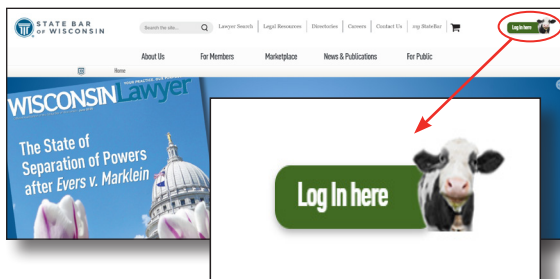 STATE BAR
OF WISCONSIN
Search the site...
Lawyer Search
Legal Resources
Directories
Careers
Contact Us
my StateBar
Log In here
About Us
For Members
Marketplace
News & Publications
For Public
Home
WISCONSIN Lawyer
The State of
Separation of Powers
after Evers v. Marklein
Log In here